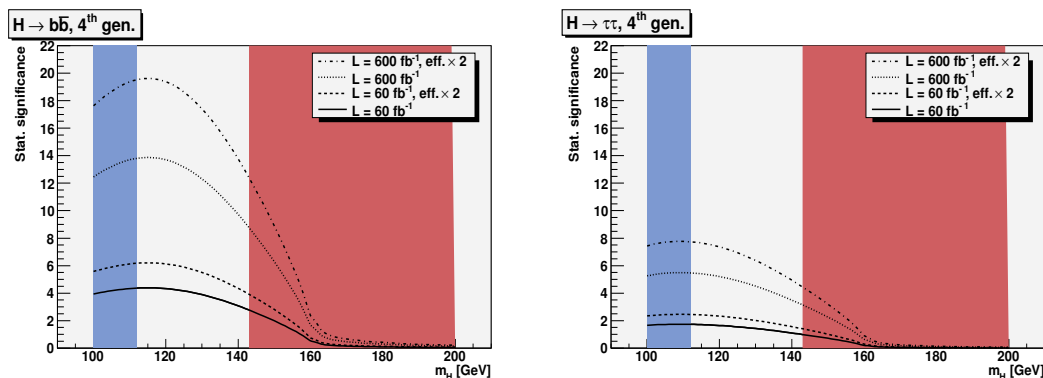 H → bb̄, 4th gen.
Stat. significance
22
20
18
16
14
12
10
8
6
4
2
0
L = 600 fb-1, eff. × 2
L = 600 fb-1
L = 60 fb-1, eff. × 2
L = 60 fb-1
100 120 140 160 180 200
mH [GeV]
H → ττ, 4th gen.
Stat. significance
22
20
18
16
14
12
10
8
6
4
2
0
L = 600 fb-1, eff. × 2
L = 600 fb-1
L = 60 fb-1, eff. × 2
L = 60 fb-1
100 120 140 160 180 200
mH [GeV]